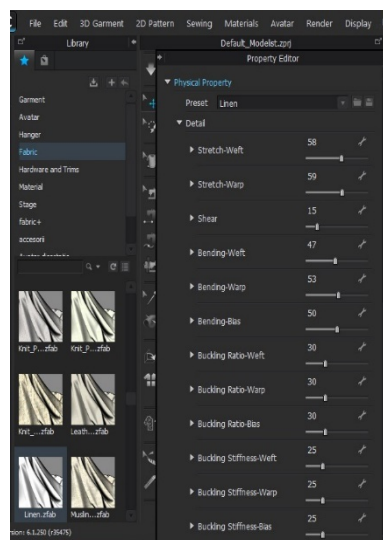 File Edit 3D Garment 2D Pattern Sewing Materials Avatar Render Display
Library
Default_Modelist.zprj
Property Editor
Garment
Avatar
Hanger
Fabric
Hardware and Trims
Material
Stage
fabric+
accesorii
Knit_P...zfab Knit_P...zfab
Knit_...zfab Leath...zfab
Linen.zfab Muslin...zfab
6.1.250 (r35475)
Physical Property
Preset Linen
Detail
Stretch-Weft 58
Stretch-Warp 59
Shear 15
Bending-Weft 47
Bending-Warp 53
Bending-Bias 50
Buckling Ratio-Weft 30
Buckling Ratio-Warp 30
Buckling Ratio-Bias 30
Buckling Stiffness-Weft 25
Buckling Stiffness-Warp 25
Buckling Stiffness-Bias 25